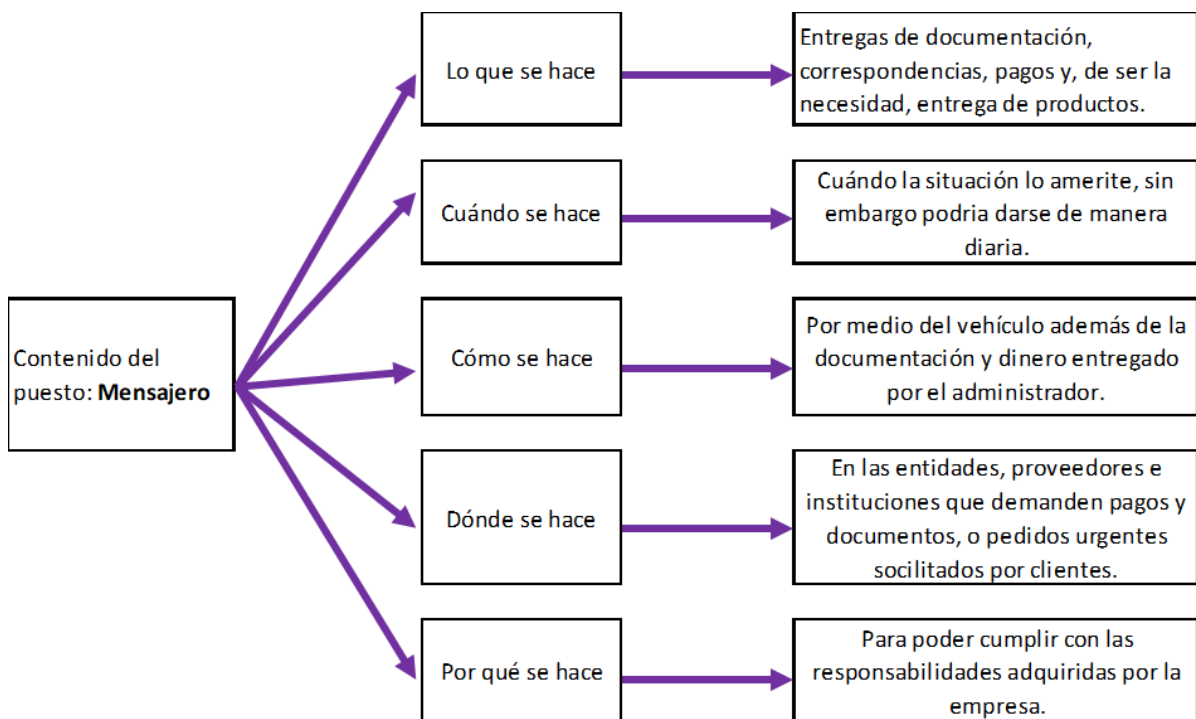 Lo que se hace
Entregas de documentación,
correspondencias, pagos y, de ser la
necesidad, entrega de productos.
Cuándo se hace
Cuándo la situación lo amerite, sin
embargo podria darse de manera
diaria.
Contenido del
puesto: Mensajero
Cómo se hace
Por medio del vehículo además de la
documentación y dinero entregado
por el administrador.
Dónde se hace
En las entidades, proveedores e
instituciones que demanden pagos y
documentos, o pedidos urgentes
socilitados por clientes.
Por qué se hace
Para poder cumplir con las
responsabilidades adquiridas por la
empresa.